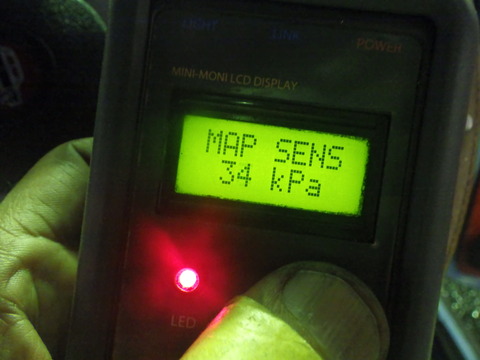 LIGHT LINK POWER
MINI-MONI LCD DISPLAY
MAP SENS
34 kPa
LED